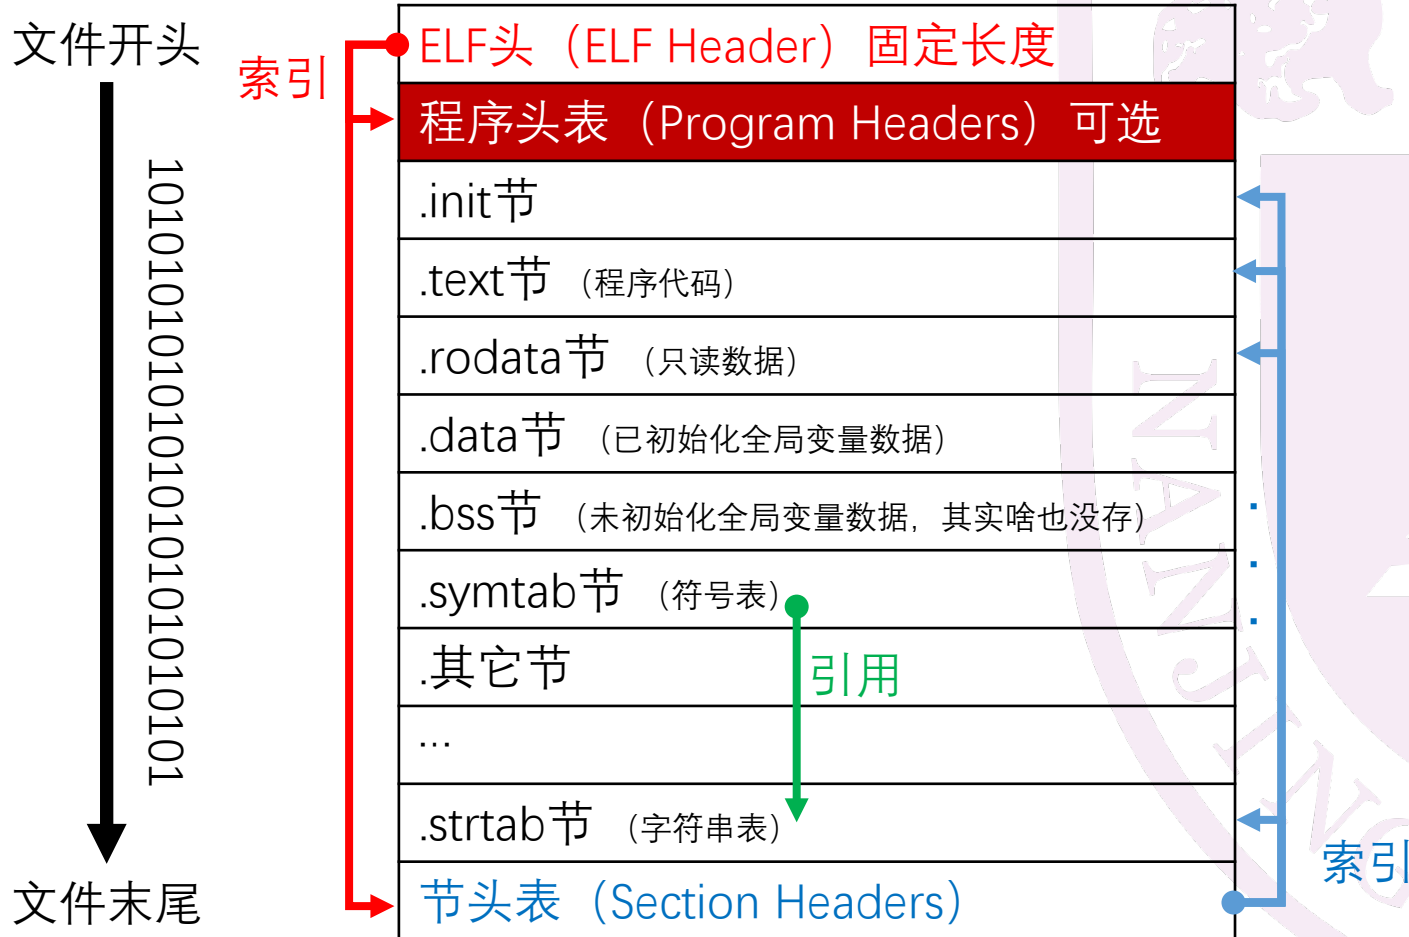 文件开头
索引
ELF头（ELF Header）固定长度
程序头表（Program Headers）可选
.init节
.text节（程序代码）
.rodata节（只读数据）
.data节（已初始化全局变量数据）
.bss节（未初始化全局变量数据，其实啥也没存）
.symtab节（符号表）
.其它节
引用
...
.strtab节（字符串表）
节头表（Section Headers）
索引
文件末尾
NANJING